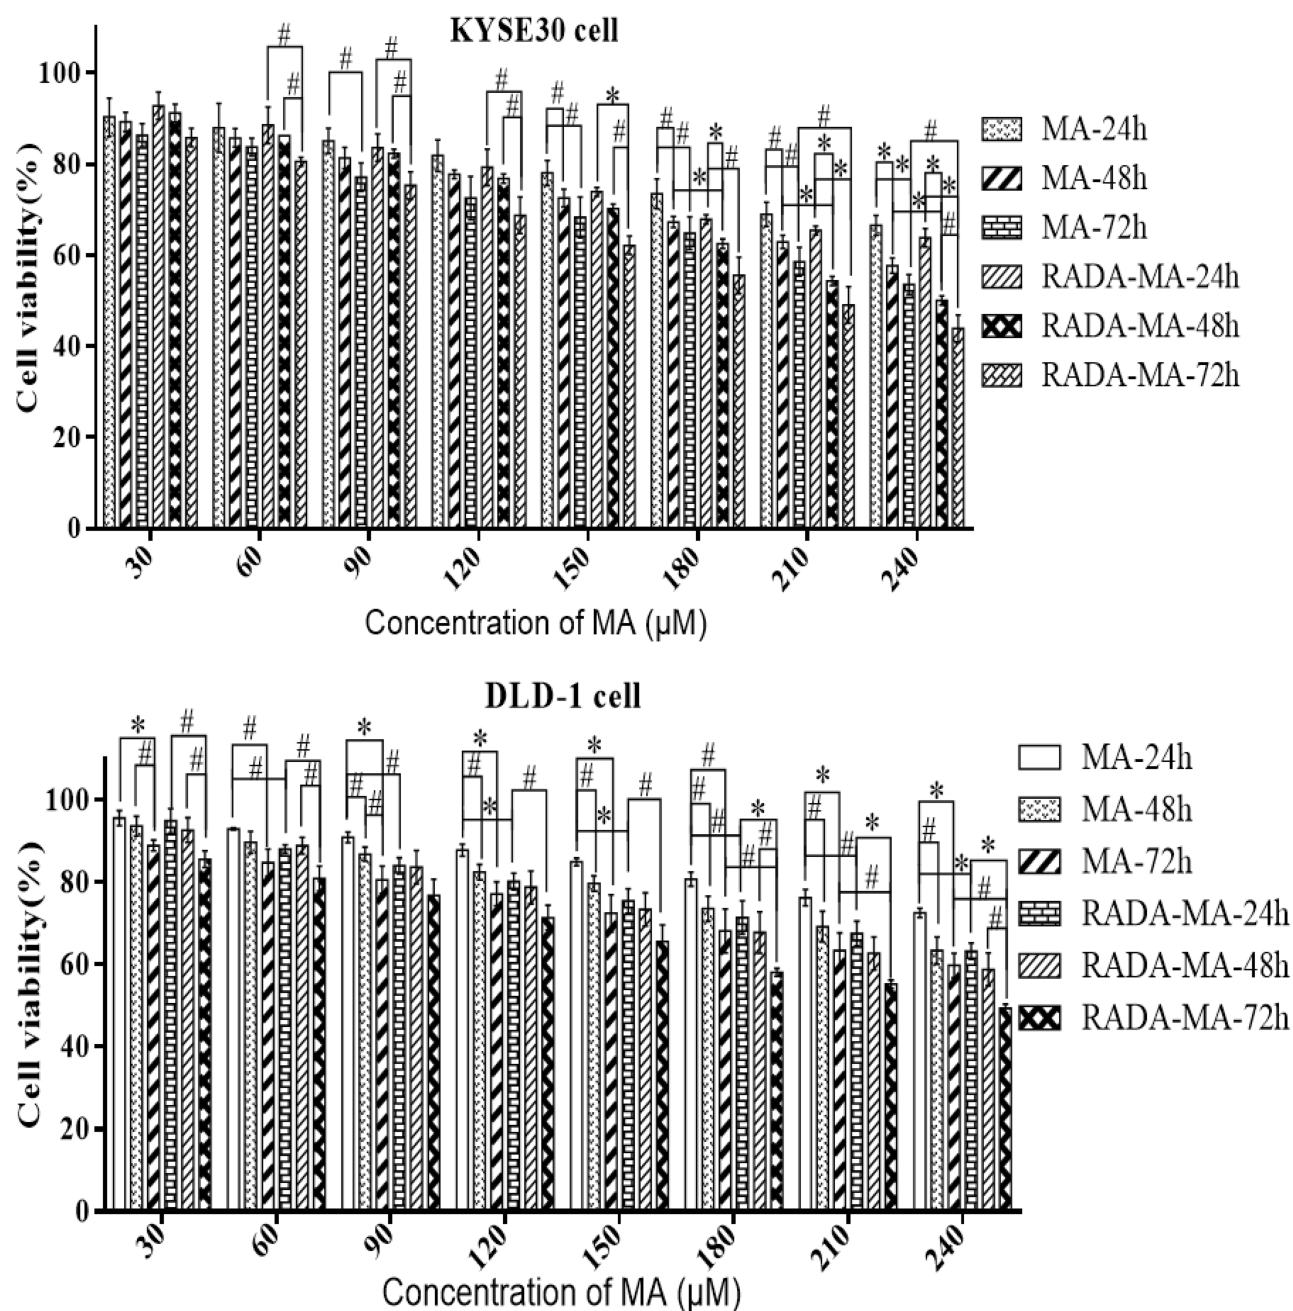 KYSE30 cell
# # # # # # # # # * # # # * # # * # * # # * # * * * * # * * * #
100
80
60
40
20
0
Cell viability(%)
30 60 90 120 150 180 210 240
Concentration of MA (μM)
MA-24h
MA-48h
MA-72h
RADA-MA-24h
RADA-MA-48h
RADA-MA-72h
DLD-1 cell
* # # # # # # # * # # # * # * # * # * # # # # * # # * # # * # * # * * # #
100
80
60
40
20
0
Cell viability(%)
30 60 90 120 150 180 210 240
Concentration of MA (μM)
MA-24h
MA-48h
MA-72h
RADA-MA-24h
RADA-MA-48h
RADA-MA-72h